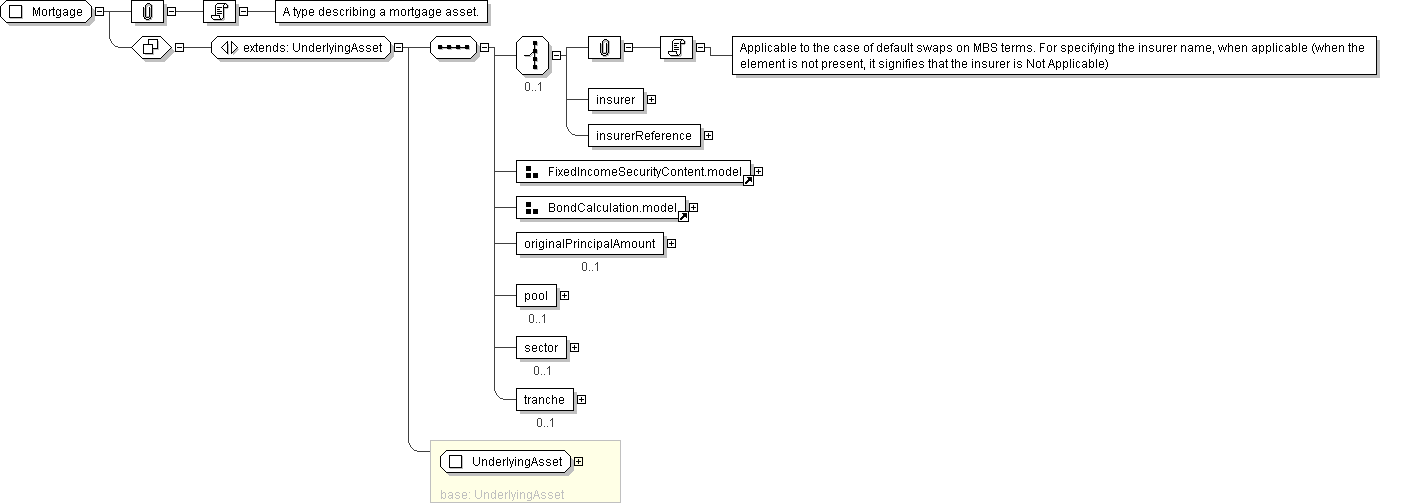 Mortgage
A type describing a mortgage asset.
extends: UnderlyingAsset
0..1
Applicable to the case of default swaps on MBS terms. For specifying the insurer name, when applicable (when the
element is not present, it signifies that the insurer is Not Applicable)
insurer
insurerReference
FixedIncomeSecurityContent.model
BondCalculation.model
originalPrincipalAmount
0..1
pool
0..1
sector
0..1
tranche
0..1
UnderlyingAsset
base: UnderlyingAsset